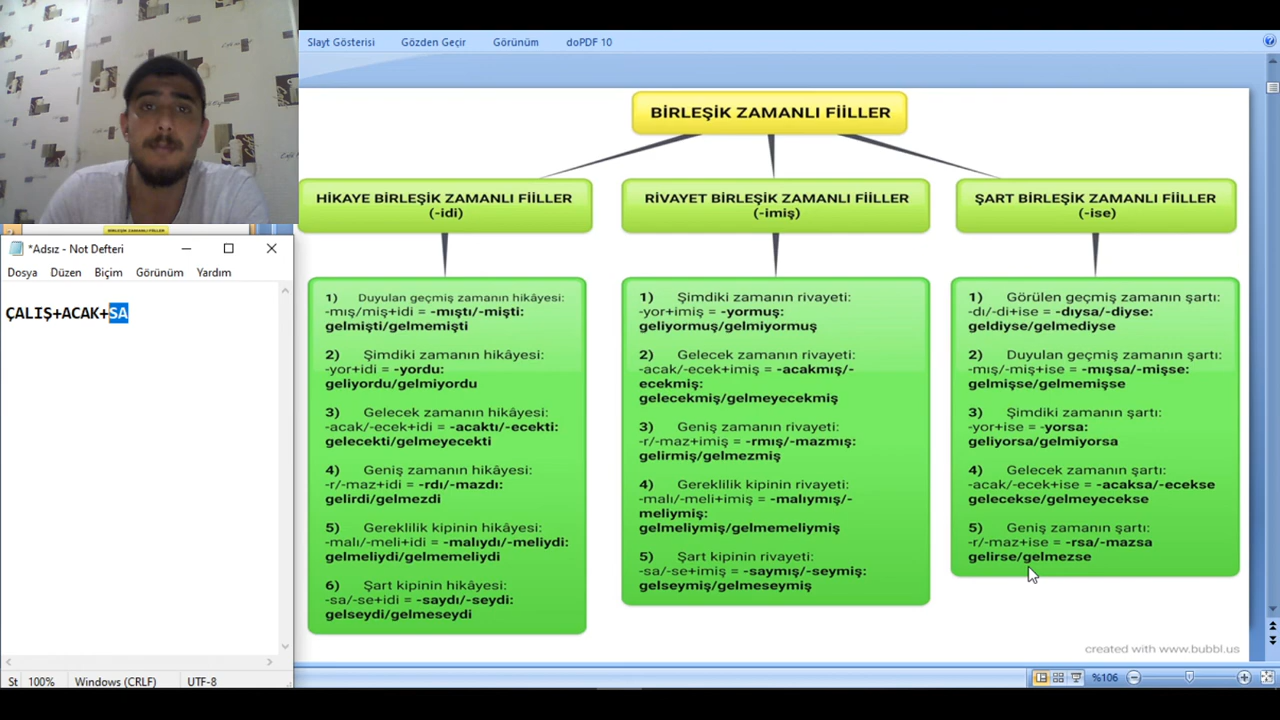 Slayt Gösterisi Gözden Geçir Görünüm doPDF 10
BİRLEŞİK ZAMANLI FİİLLER
HİKAYE BİRLEŞİK ZAMANLI FİİLLER
(-idi)
1) Duyulan geçmiş zamanın hikâyesi:
-mış/miş+idi = -mıştı/-mişti:
gelmişti/gelmemişti
2) Şimdiki zamanın hikâyesi:
-yor+idi = -yordu:
geliyordu/gelmiyordu
3) Gelecek zamanın hikâyesi:
-acak/-ecek+idi = -acaktı/-ecekti:
gelecekti/gelmeyecekti
4) Geniş zamanın hikâyesi:
-r/-maz+idi = -rdı/-mazdı:
gelirdi/gelmezdi
5) Gereklilik kipinin hikâyesi:
-malı/-meli+idi = -malıydı/-meliydi:
gelmeliydi/gelmemeliydi
6) Şart kipinin hikâyesi:
-sa/-se+idi = -saydı/-seydi:
gelseydi/gelmeseydi
RİVAYET BİRLEŞİK ZAMANLI FİİLLER
(-imiş)
1) Şimdiki zamanın rivayeti:
-yor+imiş = -yormuş:
geliyormuş/gelmiyormuş
2) Gelecek zamanın rivayeti:
-acak/-ecek+imiş = -acakmış/-
ecekmiş:
gelecekmiş/gelmeyecekmiş
3) Geniş zamanın rivayeti:
-r/-maz+imiş = -rmış/-mazmış:
gelirmiş/gelmezmiş
4) Gereklilik kipinin rivayeti:
-malı/-meli+imiş = -malıymış/-
meliymiş:
gelmeliymiş/gelmemeliymiş
5) Şart kipinin rivayeti:
-sa/-se+imiş = -saymış/-seymiş:
gelseymiş/gelmeseymiş
ŞART BİRLEŞİK ZAMANLI FİİLLER
(-ise)
1) Görülen geçmiş zamanın şartı:
-dı/-di+ise = -dıysa/-diyse:
geldiyse/gelmediyse
2) Duyulan geçmiş zamanın şartı:
-mış/-miş+ise = -mışsa/-mişse:
gelmişse/gelmemişse
3) Şimdiki zamanın şartı:
-yor+ise = -yorsa:
geliyorsa/gelmiyorsa
4) Gelecek zamanın şartı:
-acak/-ecek+ise = -acaksa/-ecekse
gelecekse/gelmeyecekse
5) Geniş zamanın şartı:
-r/-maz+ise = -rsa/-mazsa
gelirse/gelmezse
created with www.bubbl.us
%106
BİRLEŞİK ZAMANLI FİİLLER
*Adsız - Not Defteri
Dosya Düzen Biçim Görünüm Yardım
ÇALIŞ+ACAK+SA
St 100% Windows (CRLF) UTF-8